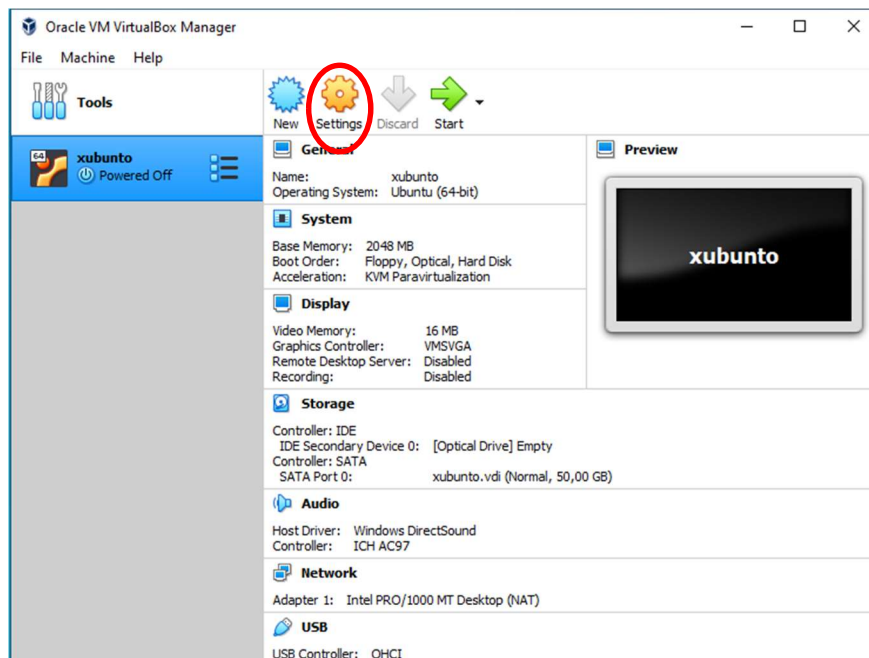 Oracle VM VirtualBox Manager
File Machine Help
Tools
New Settings Discard Start
64
xubunto
Powered Off
General
Name: xubunto
Operating System: Ubuntu (64-bit)
System
Base Memory: 2048 MB
Boot Order: Floppy, Optical, Hard Disk
Acceleration: KVM Paravirtualization
Display
Video Memory: 16 MB
Graphics Controller: VMSVGA
Remote Desktop Server: Disabled
Recording: Disabled
Storage
Controller: IDE
IDE Secondary Device 0: [Optical Drive] Empty
Controller: SATA
SATA Port 0: xubunto.vdi (Normal, 50,00 GB)
Audio
Host Driver: Windows DirectSound
Controller: ICH AC97
Network
Adapter 1: Intel PRO/1000 MT Desktop (NAT)
USB
USB Controller: OHCI
Preview
xubunto